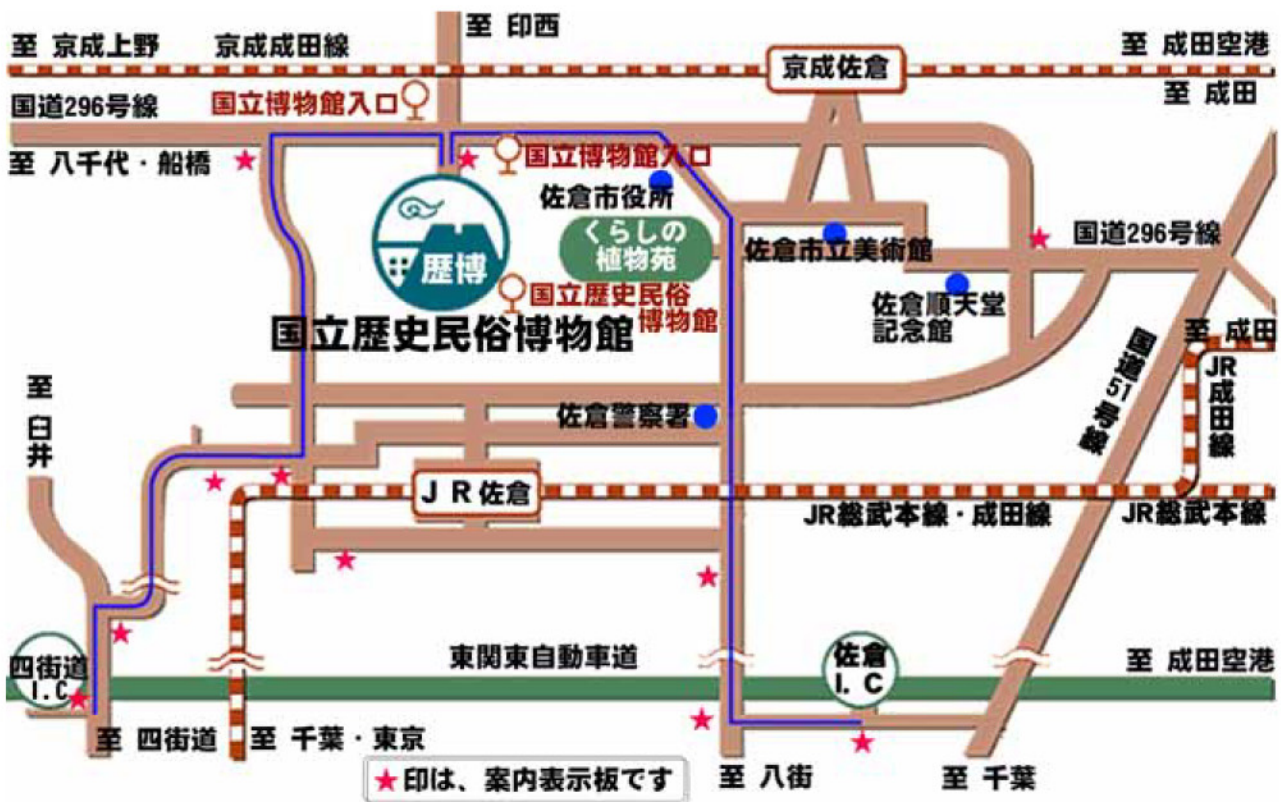 至 印西
至 京成上野
京成成田線
京成佐倉
至 成田空港
至 成田
国道296号線
国立博物館入口
至 八千代・船橋
国立博物館入口
佐倉市役所
くらしの
植物苑
佐倉市立美術館
国道296号線
歴博
国立歴史民俗
博物館
佐倉順天堂
記念館
国立歴史民俗博物館
至 成田
JR成田線
国道51号線
至 臼井
佐倉警察署
JR佐倉
JR総武本線・成田線
JR総武本線
四街道
I.C
東関東自動車道
佐倉
I.C
至 成田空港
至 四街道
至 千葉・東京
★印は、案内表示板です
至 八街
至 千葉